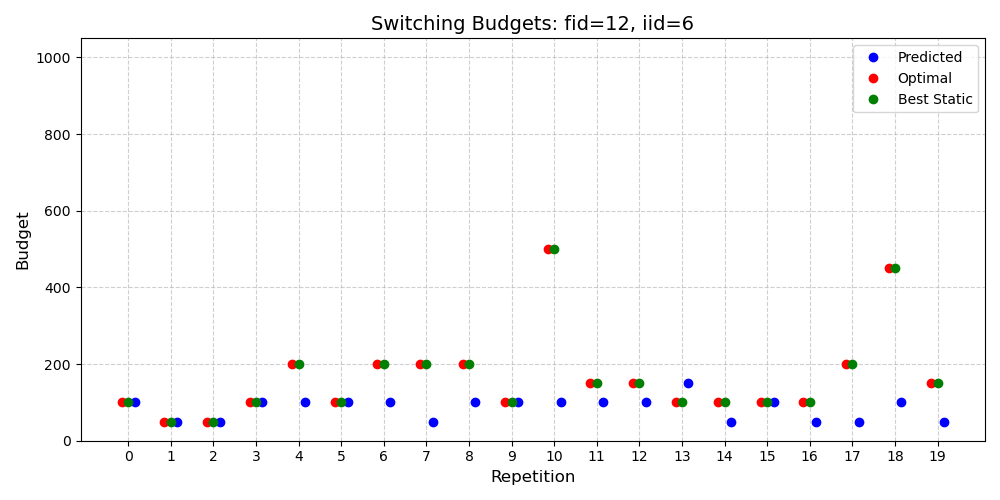 Switching Budgets: fid=12, iid=6
Predicted
Optimal
Best Static
Budget
1000
800
600
400
200
0
0 1 2 3 4 5 6 7 8 9 10 11 12 13 14 15 16 17 18 19
Repetition